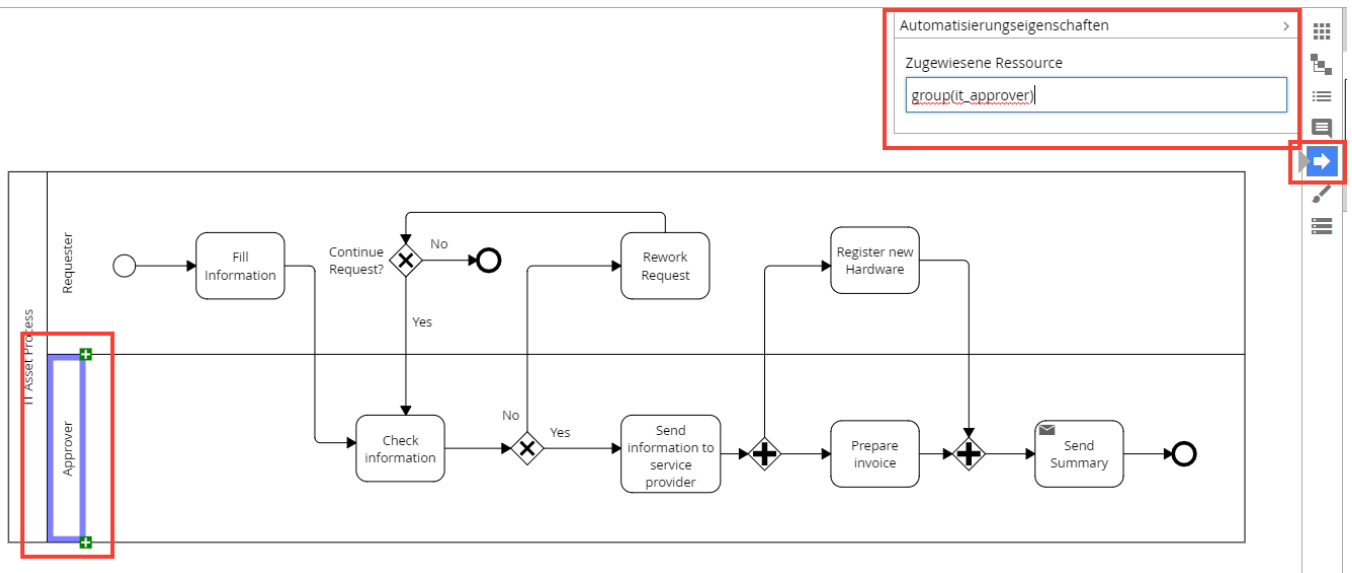 Automatisierungseigenschaften
Zugewiesene Ressource
group(it_approver)
IT Asset Process
Requester
Fill
Information
Continue
Request?
No
Yes
Rework
Request
Register new
Hardware
Approver
Check
information
No
Yes
Send
information to
service
provider
Prepare
invoice
Send
Summary